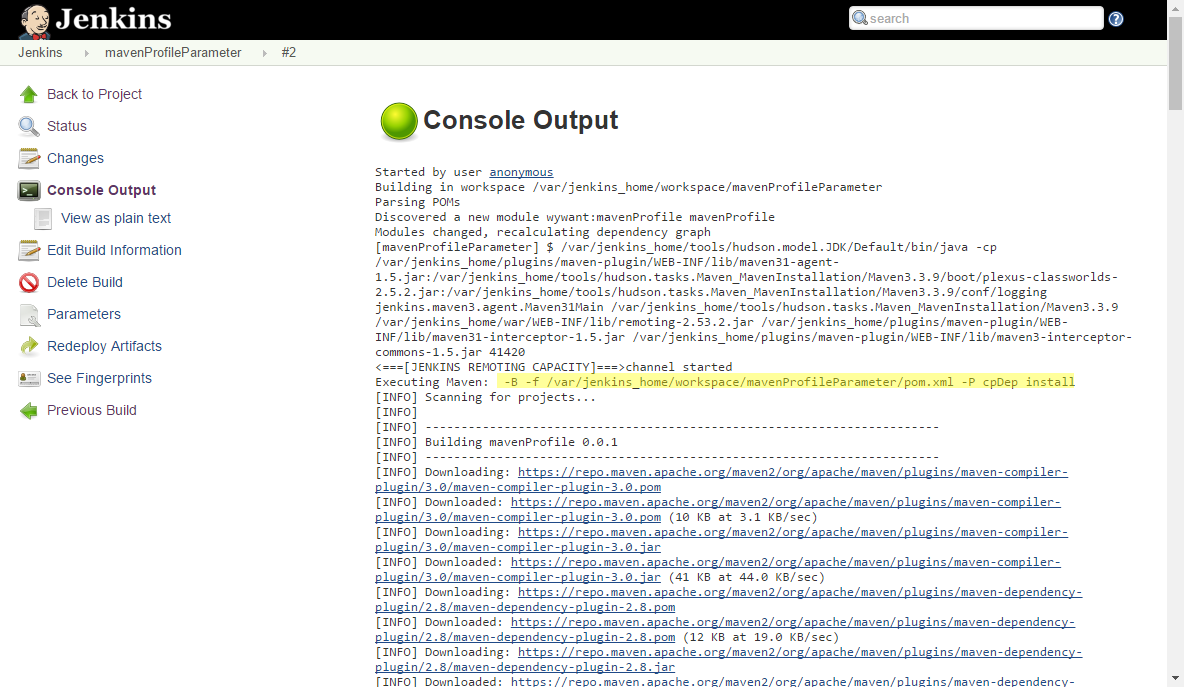 Jenkins
search
Jenkins
mavenProfileParameter
#2
Back to Project
Status
Changes
Console Output
View as plain text
Edit Build Information
Delete Build
Parameters
Redeploy Artifacts
See Fingerprints
Previous Build
Console Output
Started by user anonymous
Building in workspace /var/jenkins_home/workspace/mavenProfileParameter
Parsing POMs
Discovered a new module wywant:mavenProfile mavenProfile
Modules changed, recalculating dependency graph
[mavenProfileParameter] $ /var/jenkins_home/tools/hudson.model.JDK/Default/bin/java -cp
/var/jenkins_home/plugins/maven-plugin/WEB-INF/lib/maven31-agent-
1.5.jar:/var/jenkins_home/tools/hudson.tasks.Maven_MavenInstallation/Maven3.3.9/boot/plexus-classworlds-
2.5.2.jar:/var/jenkins_home/tools/hudson.tasks.Maven_MavenInstallation/Maven3.3.9/conf/logging
jenkins.maven3.agent.Maven31Main /var/jenkins_home/tools/hudson.tasks.Maven_MavenInstallation/Maven3.3.9
/var/jenkins_home/war/WEB-INF/lib/remoting-2.53.2.jar /var/jenkins_home/plugins/maven-plugin/WEB-
INF/lib/maven31-interceptor-1.5.jar /var/jenkins_home/plugins/maven-plugin/WEB-INF/lib/maven3-interceptor-
commons-1.5.jar 41420
<===[JENKINS REMOTING CAPACITY]===>channel started
Executing Maven: -B -f /var/jenkins_home/workspace/mavenProfileParameter/pom.xml -P cpDep install
[INFO] Scanning for projects...
[INFO]
[INFO] ------------------------------------------------------------------------
[INFO] Building mavenProfile 0.0.1
[INFO] ------------------------------------------------------------------------
[INFO] Downloading: https://repo.maven.apache.org/maven2/org/apache/maven/plugins/maven-compiler-
plugin/3.0/maven-compiler-plugin-3.0.pom
[INFO] Downloaded: https://repo.maven.apache.org/maven2/org/apache/maven/plugins/maven-compiler-
plugin/3.0/maven-compiler-plugin-3.0.pom (10 KB at 3.1 KB/sec)
[INFO] Downloading: https://repo.maven.apache.org/maven2/org/apache/maven/plugins/maven-compiler-
plugin/3.0/maven-compiler-plugin-3.0.jar
[INFO] Downloaded: https://repo.maven.apache.org/maven2/org/apache/maven/plugins/maven-compiler-
plugin/3.0/maven-compiler-plugin-3.0.jar (41 KB at 44.0 KB/sec)
[INFO] Downloading: https://repo.maven.apache.org/maven2/org/apache/maven/plugins/maven-dependency-
plugin/2.8/maven-dependency-plugin-2.8.pom
[INFO] Downloaded: https://repo.maven.apache.org/maven2/org/apache/maven/plugins/maven-dependency-
plugin/2.8/maven-dependency-plugin-2.8.pom (12 KB at 19.0 KB/sec)
[INFO] Downloading: https://repo.maven.apache.org/maven2/org/apache/maven/plugins/maven-dependency-
plugin/2.8/maven-dependency-plugin-2.8.jar
[INFO] Downloaded: https://repo.maven.apache.org/maven2/org/apache/maven/plugins/maven-dependency-